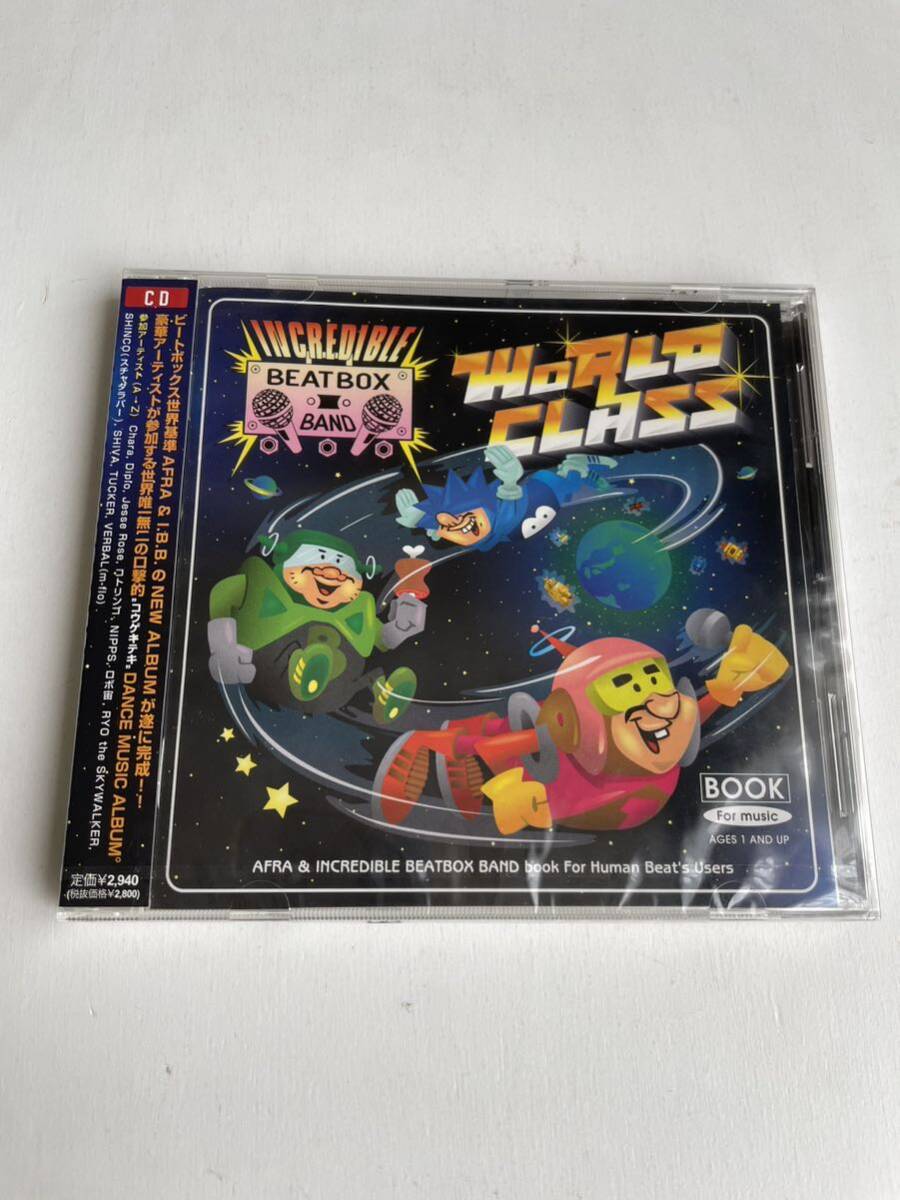 CD
ビートボックス世界基準 AFRA & I.B.B. の NEW ALBUM が遂に完成!!
豪華アーティストが参加する世界唯一無二の口撃的"コウゲキテキ" DANCE MUSIC ALBUM。
参加アーティスト(A→Z) Chara, Diplo, Jesse Rose, ワトコンコ, NIPPS, ロボ宙, RYO the SKYWALKER,
SHINCO(スチャダラパー), SHIVA, TUCKER, VERBAL(m-flo)
定価¥2,940
(税抜価格¥2,800)
INCREDIBLE
BEATBOX
BAND
WORLD
CLASS
B
BOOK
For music
AGES 1 AND UP
AFRA & INCREDIBLE BEATBOX BAND book For Human Beat's Users